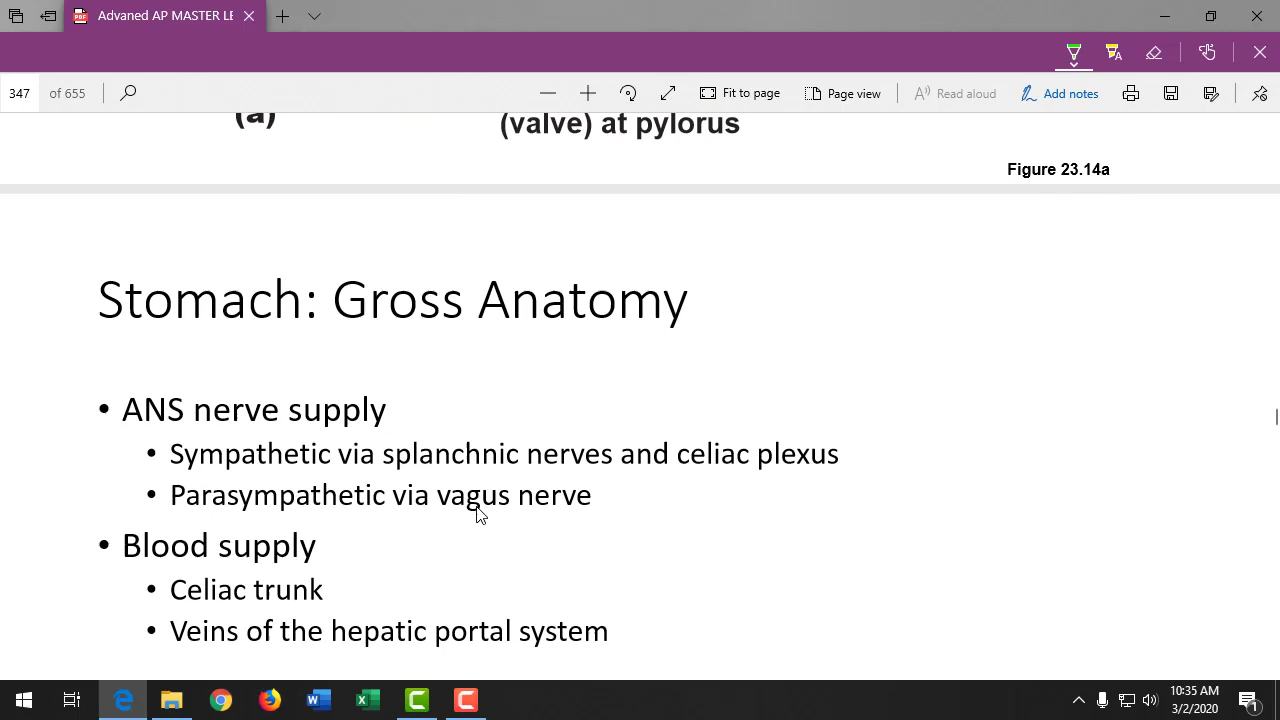 Advaned AP MASTER LE
347 of 655
Fit to page
Page view
Read aloud
Add notes
(a)
(valve) at pylorus
Figure 23.14a
Stomach: Gross Anatomy
• ANS nerve supply
• Sympathetic via splanchnic nerves and celiac plexus
• Parasympathetic via vagus nerve
• Blood supply
• Celiac trunk
• Veins of the hepatic portal system
10:35 AM
3/2/2020